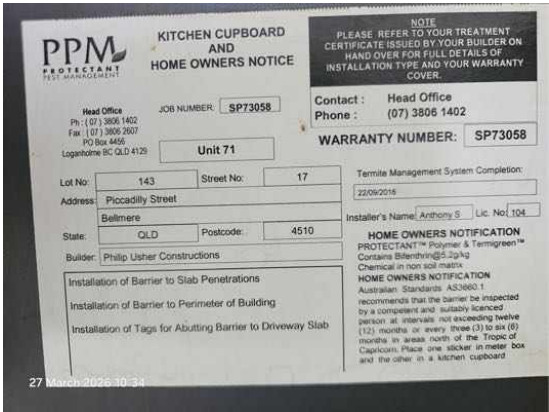 PPM
PROTECTANT
PEST MANAGEMENT
KITCHEN CUPBOARD
AND
HOME OWNERS NOTICE
NOTE
PLEASE REFER TO YOUR TREATMENT
CERTIFICATE ISSUED BY YOUR BUILDER ON
HAND OVER FOR FULL DETAILS OF
INSTALLATION TYPE AND YOUR WARRANTY
COVER.
Head Office
Ph : ( 07) 3806 1402
Fax : ( 07) 3806 2607
PO Box 4456
Loganholme BC QLD 4129
JOB NUMBER: SP73058
Unit 71
Contact : Head Office
Phone : (07) 3806 1402
WARRANTY NUMBER: SP73058
Lot No: 143 Street No: 17
Address: Piccadilly Street
Bellmere
State: QLD Postcode: 4510
Builder: Philip Usher Constructions
Termite Management System Completion:
22/09/2016
Installer's Name: Anthony S Lic. No: 104
Installation of Barrier to Slab Penetrations
Installation of Barrier to Perimeter of Building
Installation of Tags for Abutting Barrier to Driveway Slab
HOME OWNERS NOTIFICATION
PROTECTANT™ Polymer & Termigreen™
Contains Bifenthrin@5.2g/kg
Chemical in non soil matrix
HOME OWNERS NOTIFICATION
Australian Standards AS3660.1
recommends that the barrier be inspected
by a competent and suitably licenced
person at intervals not exceeding twelve
(12) months or every three (3) to six (6)
months in areas north of the Tropic of
Capricorn. Place one sticker in meter box
and the other in a kitchen cupboard
27 March 2026 10:34